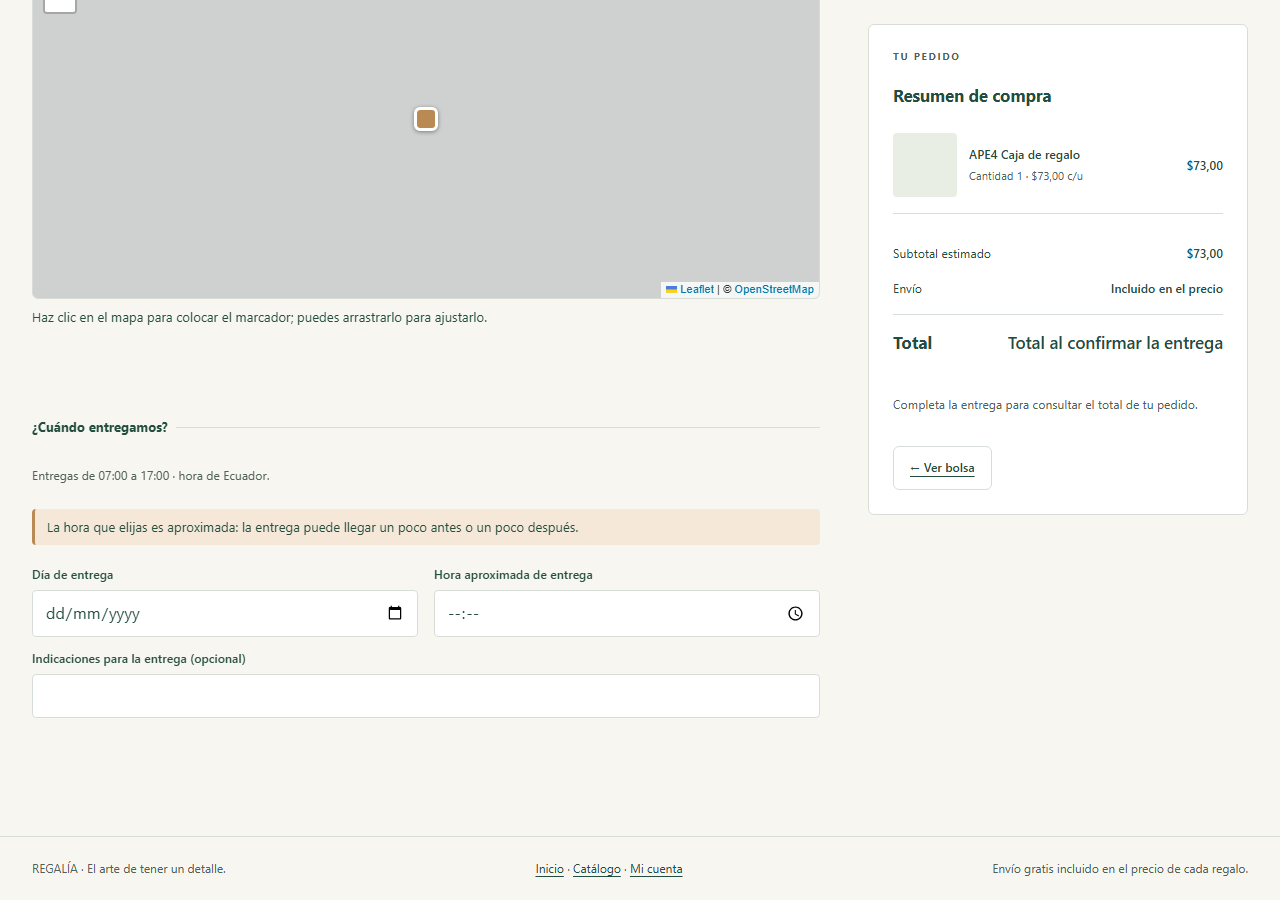 TU PEDIDO
Resumen de compra
APE4 Caja de regalo
Cantidad 1 · $73,00 c/u
$73,00
Subtotal estimado
$73,00
Envío
Incluido en el precio
Total
Total al confirmar la entrega
Completa la entrega para consultar el total de tu pedido.
← Ver bolsa
Leaflet | © OpenStreetMap
Haz clic en el mapa para colocar el marcador; puedes arrastrarlo para ajustarlo.
¿Cuándo entregamos?
Entregas de 07:00 a 17:00 · hora de Ecuador.
La hora que elijas es aproximada: la entrega puede llegar un poco antes o un poco después.
Día de entrega
Hora aproximada de entrega
dd/mm/yyyy
--:--
Indicaciones para la entrega (opcional)
REGALÍA · El arte de tener un detalle.
Inicio · Catálogo · Mi cuenta
Envío gratis incluido en el precio de cada regalo.